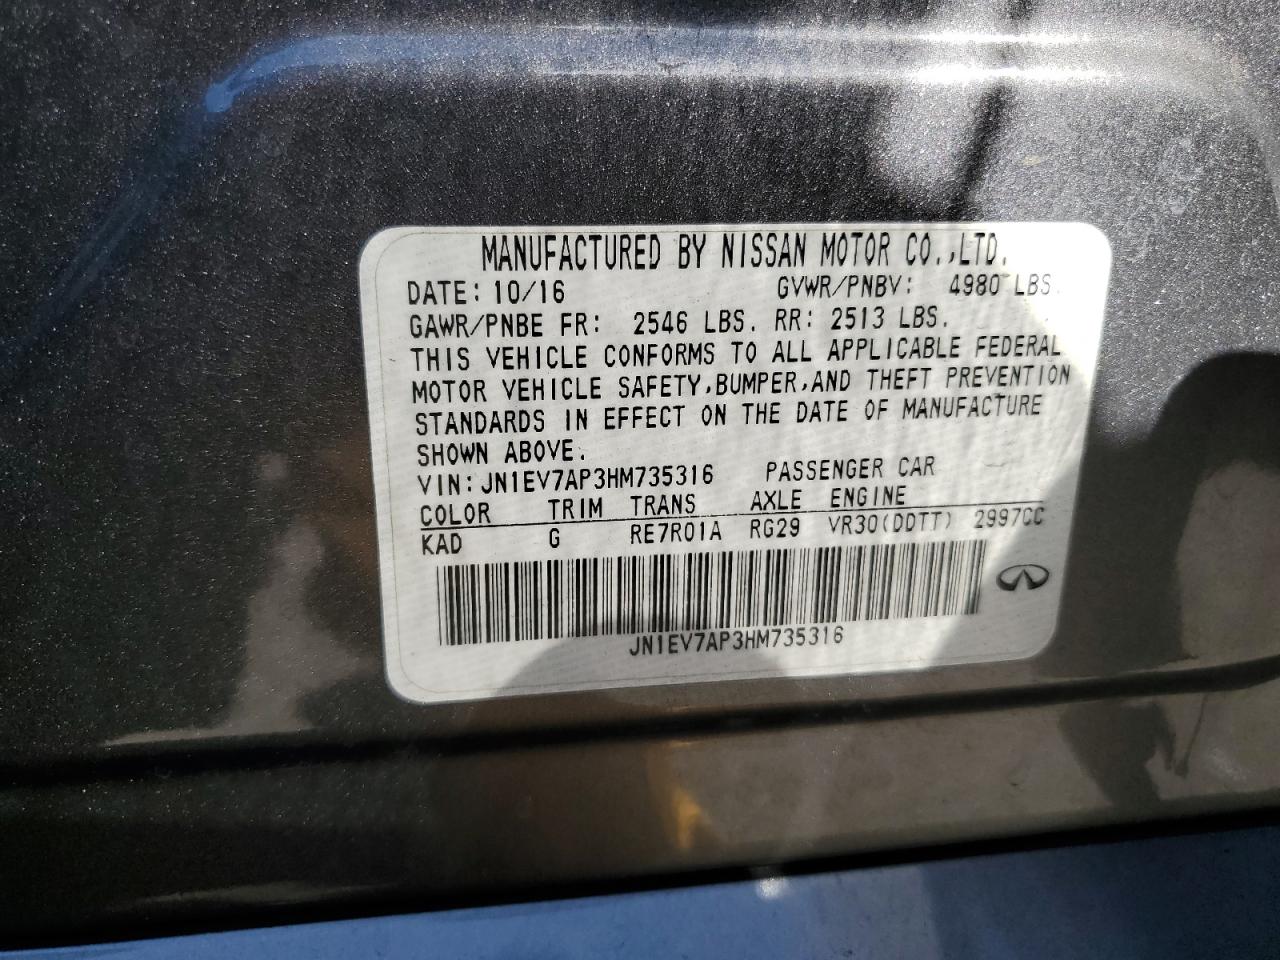 MANUFACTURED BY NISSAN MOTOR CO.,LTD.
DATE: 10/16 GVWR/PNBV: 4980 LBS.
GAWR/PNBE FR: 2546 LBS. RR: 2513 LBS.
THIS VEHICLE CONFORMS TO ALL APPLICABLE FEDERAL
MOTOR VEHICLE SAFETY,BUMPER,AND THEFT PREVENTION
STANDARDS IN EFFECT ON THE DATE OF MANUFACTURE
SHOWN ABOVE.
VIN: JN1EV7AP3HM735316 PASSENGER CAR
COLOR TRIM TRANS AXLE ENGINE
KAD G RE7R01A RG29 VR30(DDTT) 2997CC
JN1EV7AP3HM735316